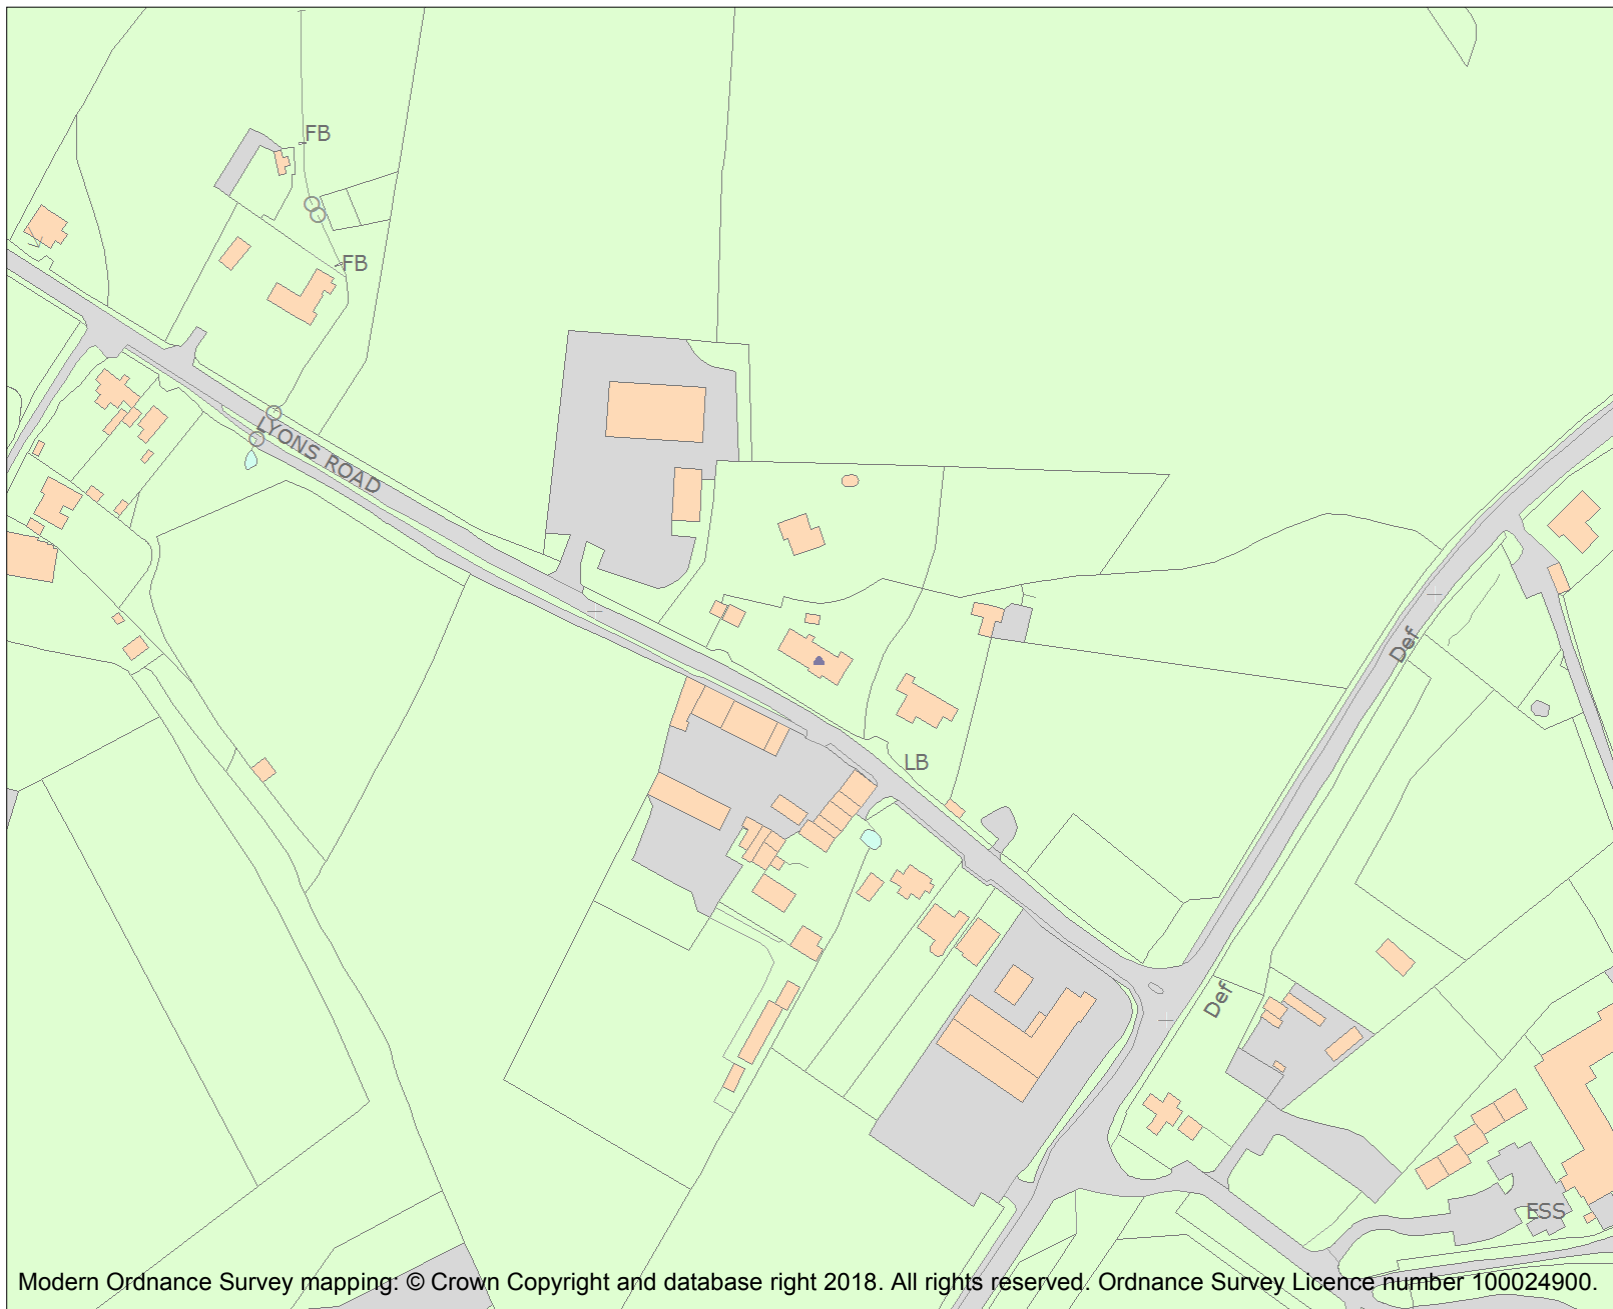 FB
FB
LYONS ROAD
Def
LB
Def
ESS
Modern Ordnance Survey mapping: © Crown Copyright and database right 2018. All rights reserved. Ordnance Survey Licence number 100024900.